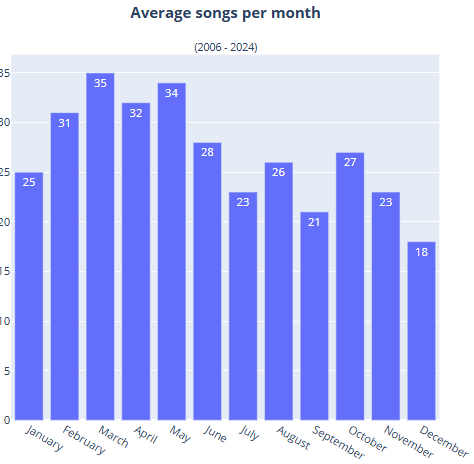 Average songs per month
(2006 - 2024)
35
30
25
20
15
10
5
0
25
31
35
32
34
28
23
26
21
27
23
18
January
February
March
April
May
June
July
August
September
October
November
December